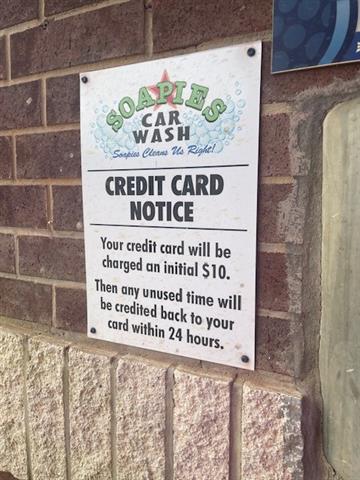 SOAPIES
CAR
WASH
Soapies Cleans Us Right!
CREDIT CARD
NOTICE
Your credit card will be
charged an initial $10.
Then any unused time will
be credited back to your
card within 24 hours.